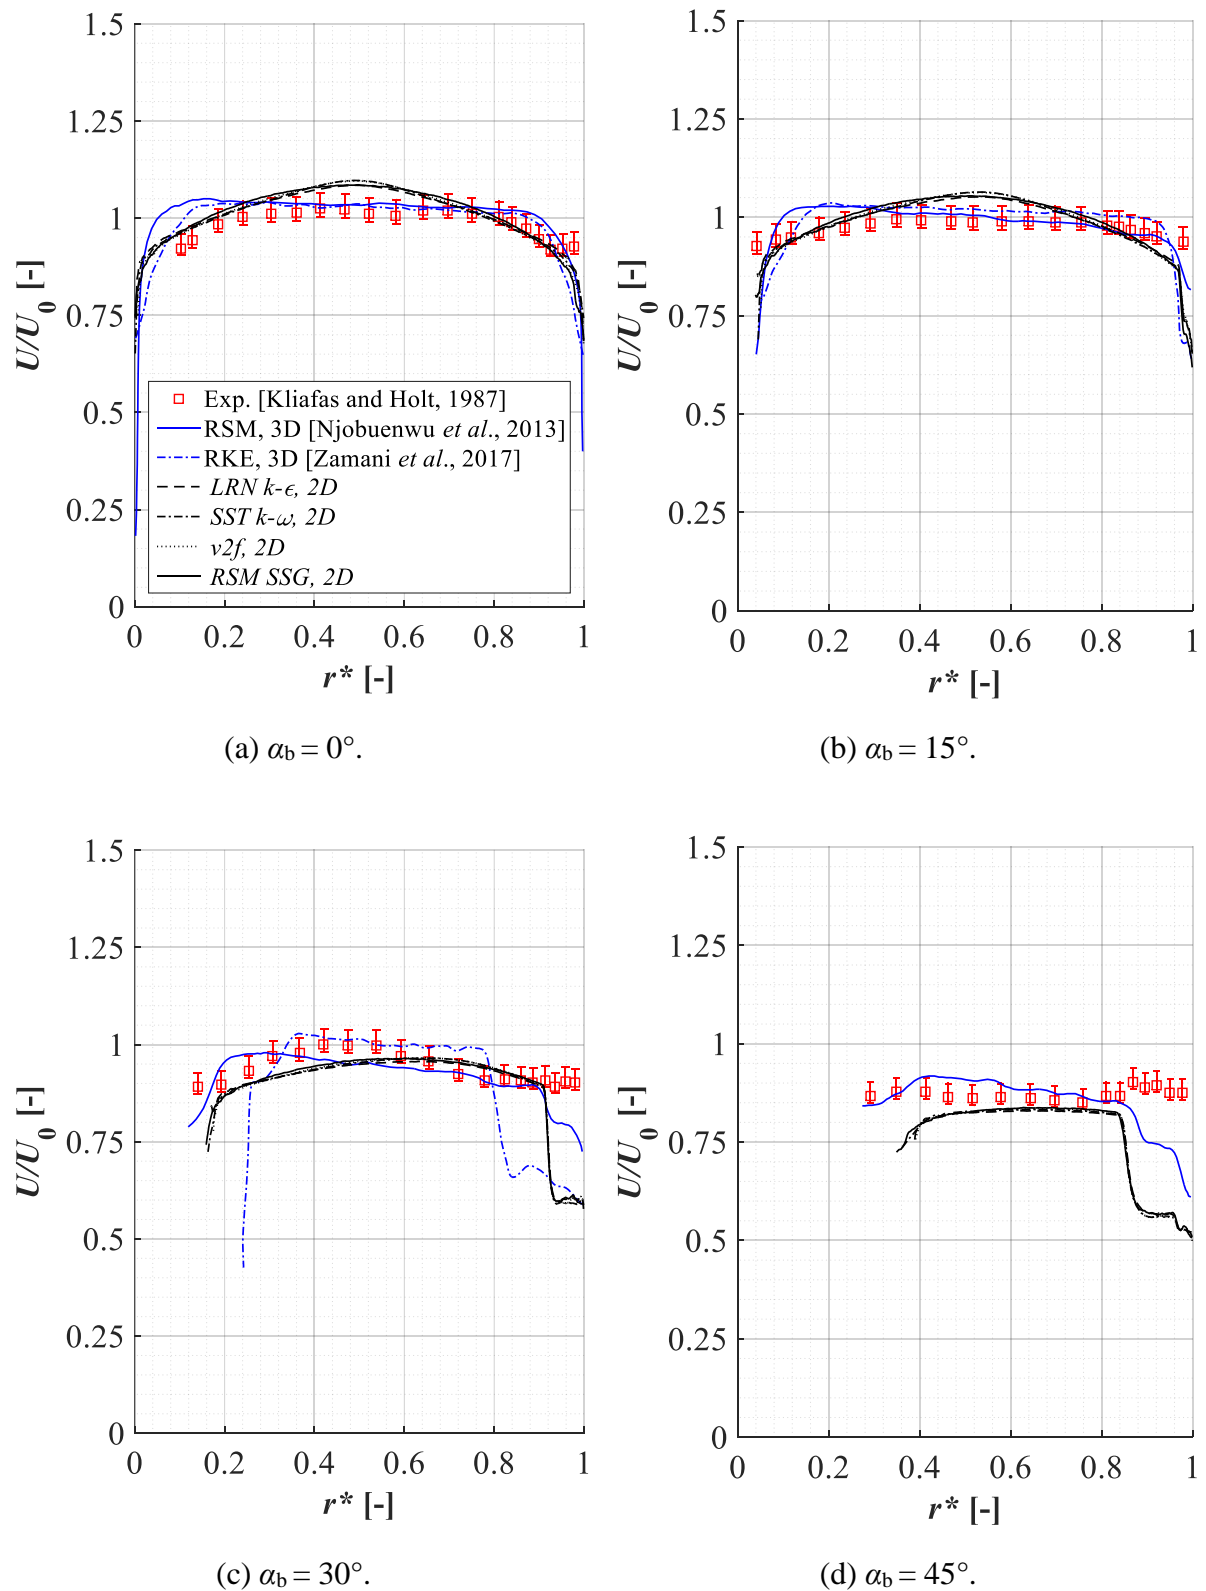 1.5
1.25
1
0.75
0.5
0.25
0
U/U0 [-]
Exp. [Kliafas and Holt, 1987]
RSM, 3D [Njobuenwu et al., 2013]
RKE, 3D [Zamani et al., 2017]
LRN k-ϵ, 2D
SST k-ω, 2D
v2f, 2D
RSM SSG, 2D
0 0.2 0.4 0.6 0.8 1
r* [-]
(a) αb = 0°.
1.5
1.25
1
0.75
0.5
0.25
0
U/U0 [-]
0 0.2 0.4 0.6 0.8 1
r* [-]
(b) αb = 15°.
1.5
1.25
1
0.75
0.5
0.25
0
U/U0 [-]
0 0.2 0.4 0.6 0.8 1
r* [-]
(c) αb = 30°.
1.5
1.25
1
0.75
0.5
0.25
0
U/U0 [-]
0 0.2 0.4 0.6 0.8 1
r* [-]
(d) αb = 45°.